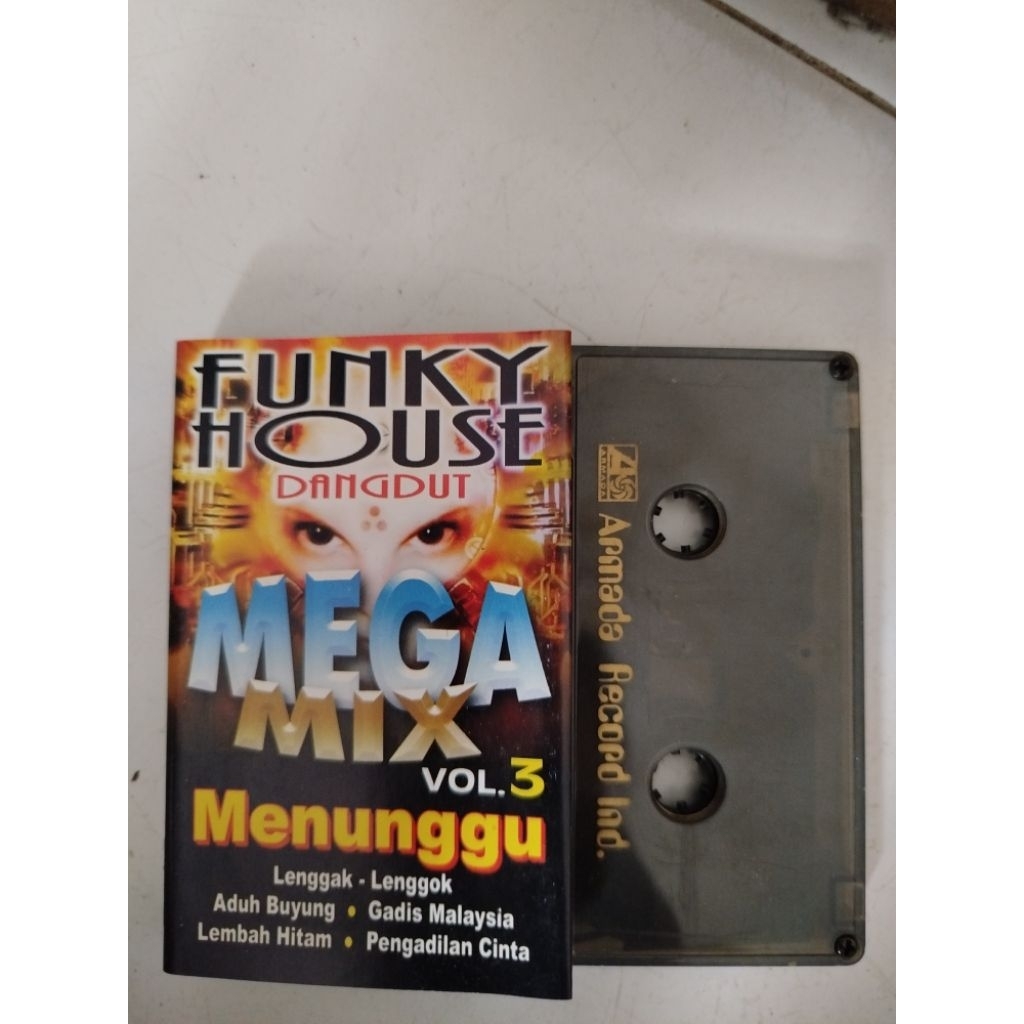 FUNKY
HOUSE
DANGDUT
MEGA
MIX
VOL.3
Menunggu
Lenggak - Lenggok
Aduh Buyung • Gadis Malaysia
Lembah Hitam • Pengadilan Cinta
ARMADA
Armada Record Ind.